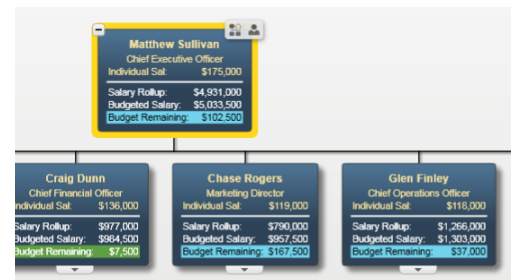 Matthew Sullivan
Chief Executive Officer
Individual Sal: $175,000
Salary Rollup: $4,931,000
Budgeted Salary: $5,033,500
Budget Remaining: $102,500
Craig Dunn
Chief Financial Officer
Individual Sal: $136,000
Salary Rollup: $977,000
Budgeted Salary: $984,500
Budget Remaining: $7,500
Chase Rogers
Marketing Director
Individual Sal: $119,000
Salary Rollup: $790,000
Budgeted Salary: $957,500
Budget Remaining: $167,500
Glen Finley
Chief Operations Officer
Individual Sal: $118,000
Salary Rollup: $1,266,000
Budgeted Salary: $1,303,000
Budget Remaining: $37,000